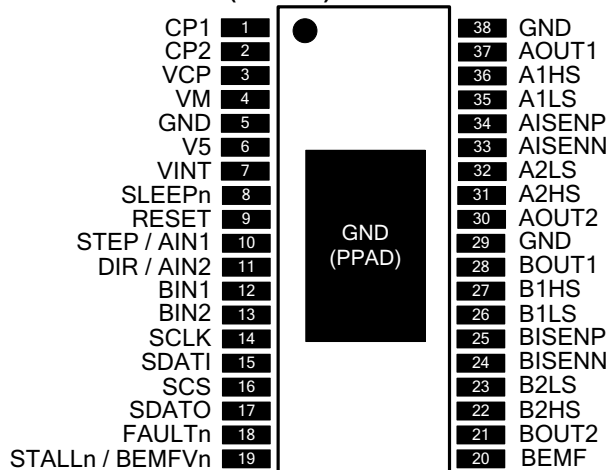 CP1 1 38 GND
CP2 2 37 AOUT1
VCP 3 36 A1HS
VM 4 35 A1LS
GND 5 34 AISENP
V5 6 33 AISENN
VINT 7 32 A2LS
SLEEPn 8 31 A2HS
RESET 9 30 AOUT2
STEP / AIN1 10 29 GND
DIR / AIN2 11 28 BOUT1
BIN1 12 27 B1HS
BIN2 13 26 B1LS
SCLK 14 25 BISENP
SDATI 15 24 BISENN
SCS 16 23 B2LS
SDATO 17 22 B2HS
FAULTn 18 21 BOUT2
STALLn / BEMFVn 19 20 BEMF
GND
(PPAD)